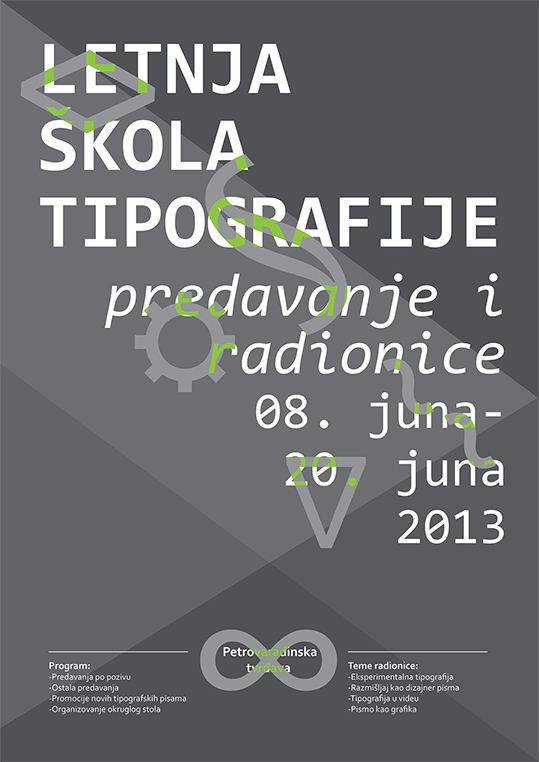 LETNJA
ŠKOLA
TIPOGRAFIJE
predavanje i
radionice
08. juna-
20. juna
2013
Petrovaradinska
tvrđava
Program:
-Predavanja po pozivu
-Ostala predavanja
-Promocije novih tipografskih pisama
-Organizovanje okruglog stola
Teme radionice:
-Eksperimentalna tipografija
-Razmišljaj kao dizajner pisma
-Tipografija u videu
-Pismo kao grafika